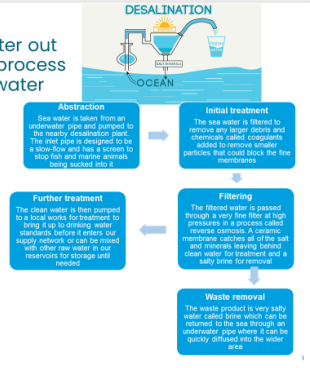 DESALINATION
ter out
process
water
FRESH
WATER
SALT & MINERALS
OCEAN
Abstraction
Sea water is taken from an
underwater pipe and pumped to
the nearby desalination plant.
The inlet pipe is designed to be
a slow-flow and has a screen to
stop fish and marine animals
being sucked into it
Initial treatment
The sea water is filtered to
remove any larger debris and
chemicals called coagulants
added to remove smaller
particles that could block the fine
membranes
Further treatment
The clean water is then pumped
to a local works for treatment to
bring it up to drinking water
standards before it enters our
supply network or can be mixed
with other raw water in our
reservoirs for storage until
needed
Filtering
The filtered water is passed
through a very fine filter at high
pressures in a process called
reverse osmosis. A ceramic
membrane catches all of the salt
and minerals leaving behind
clean water for treatment and a
salty brine for removal
Waste removal
The waste product is very salty
water called brine which can be
returned to the sea through an
underwater pipe where it can be
quickly diffused into the wider
area